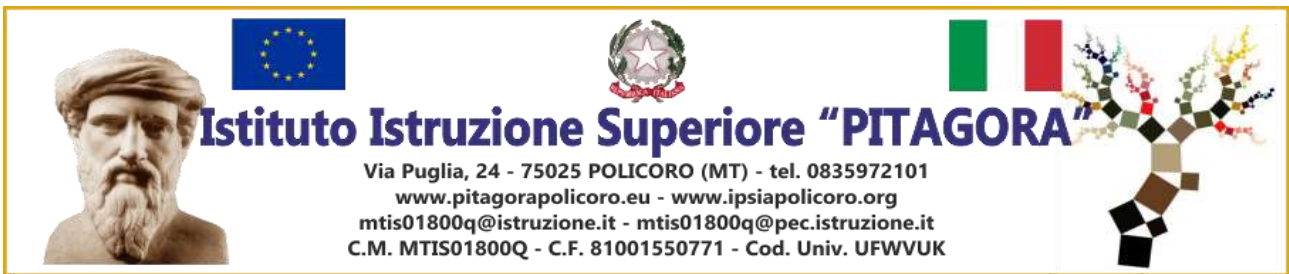 Istituto Istruzione Superiore “PITAGORA”
Via Puglia, 24 - 75025 POLICORO (MT) - tel. 0835972101
www.pitagorapolicoro.eu - www.ipsiapolicoro.org
mtis01800q@istruzione.it - mtis01800q@pec.istruzione.it
C.M. MTIS01800Q - C.F. 81001550771 - Cod. Univ. UFWVUK